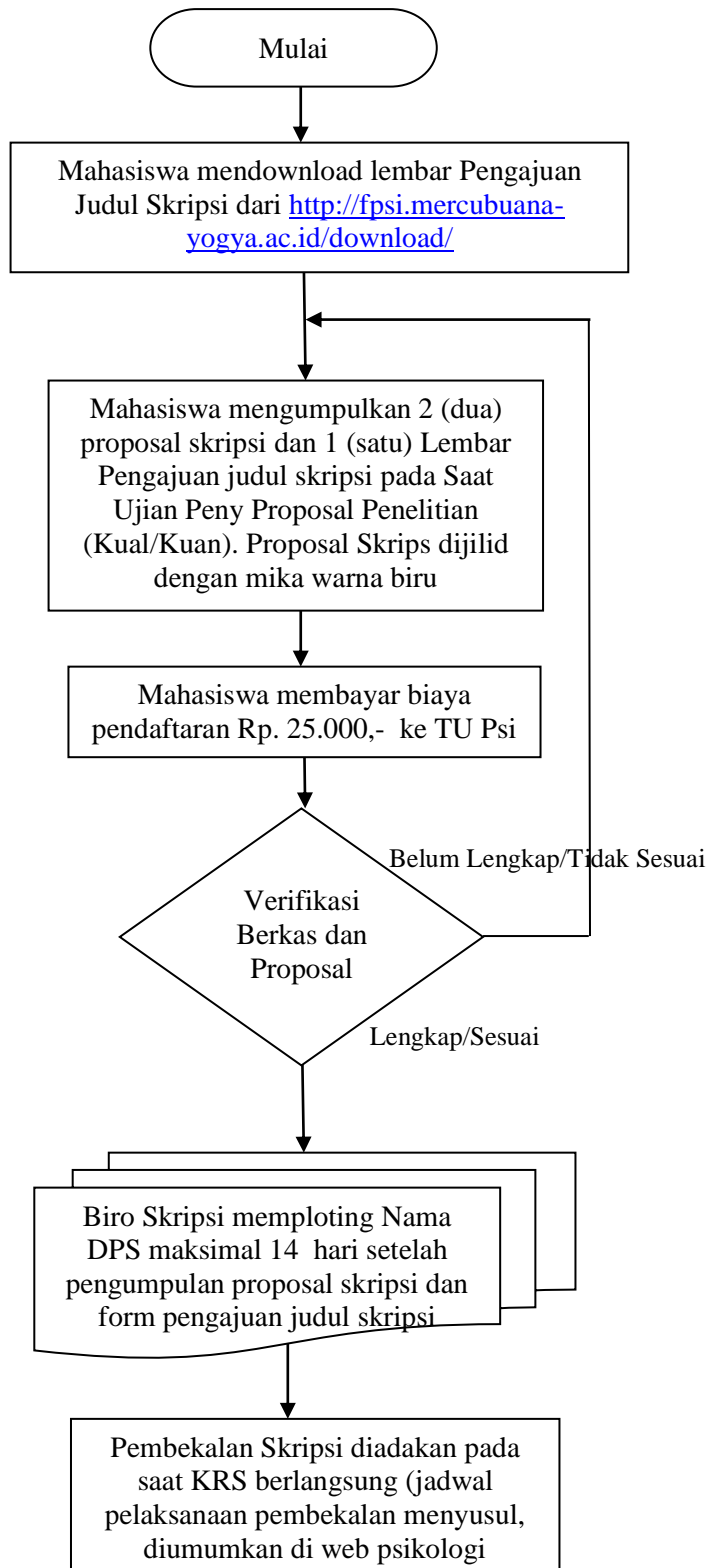 Mulai
Mahasiswa mendownload lembar Pengajuan
Judul Skripsi dari http://fpsi.mercubuana-
yogya.ac.id/download/
Mahasiswa mengumpulkan 2 (dua)
proposal skripsi dan 1 (satu) Lembar
Pengajuan judul skripsi pada Saat
Ujian Peny Proposal Penelitian
(Kual/Kuan). Proposal Skrips dijilid
dengan mika warna biru
Mahasiswa membayar biaya
pendaftaran Rp. 25.000,- ke TU Psi
Belum Lengkap/Tidak Sesuai
Verifikasi
Berkas dan
Proposal
Lengkap/Sesuai
Biro Skripsi memploting Nama
DPS maksimal 14 hari setelah
pengumpulan proposal skripsi dan
form pengajuan judul skripsi
Pembekalan Skripsi diadakan pada
saat KRS berlangsung (jadwal
pelaksanaan pembekalan menyusul,
diumumkan di web psikologi